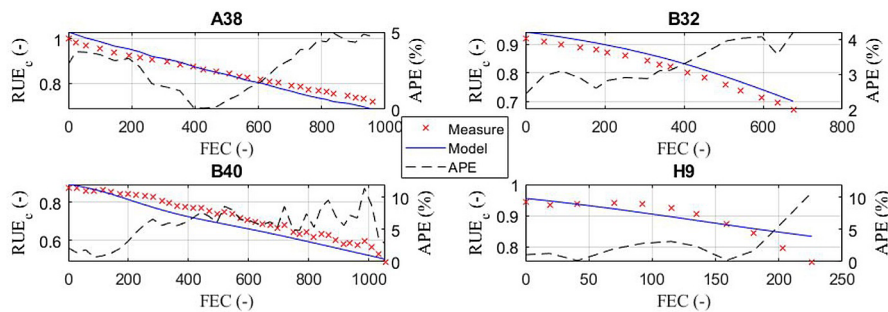 A38
RUE_c (-)
1
0.8
5
0
APE (%)
0 200 400 600 800 1000
FEC (-)
B32
RUE_c (-)
0.9
0.8
0.7
4
3
2
APE (%)
0 200 400 600 800
FEC (-)
Measure
Model
APE
B40
RUE_c (-)
0.8
0.6
10
5
0
APE (%)
0 200 400 600 800 1000
FEC (-)
H9
RUE_c (-)
1
0.9
0.8
10
5
0
APE (%)
0 50 100 150 200 250
FEC (-)